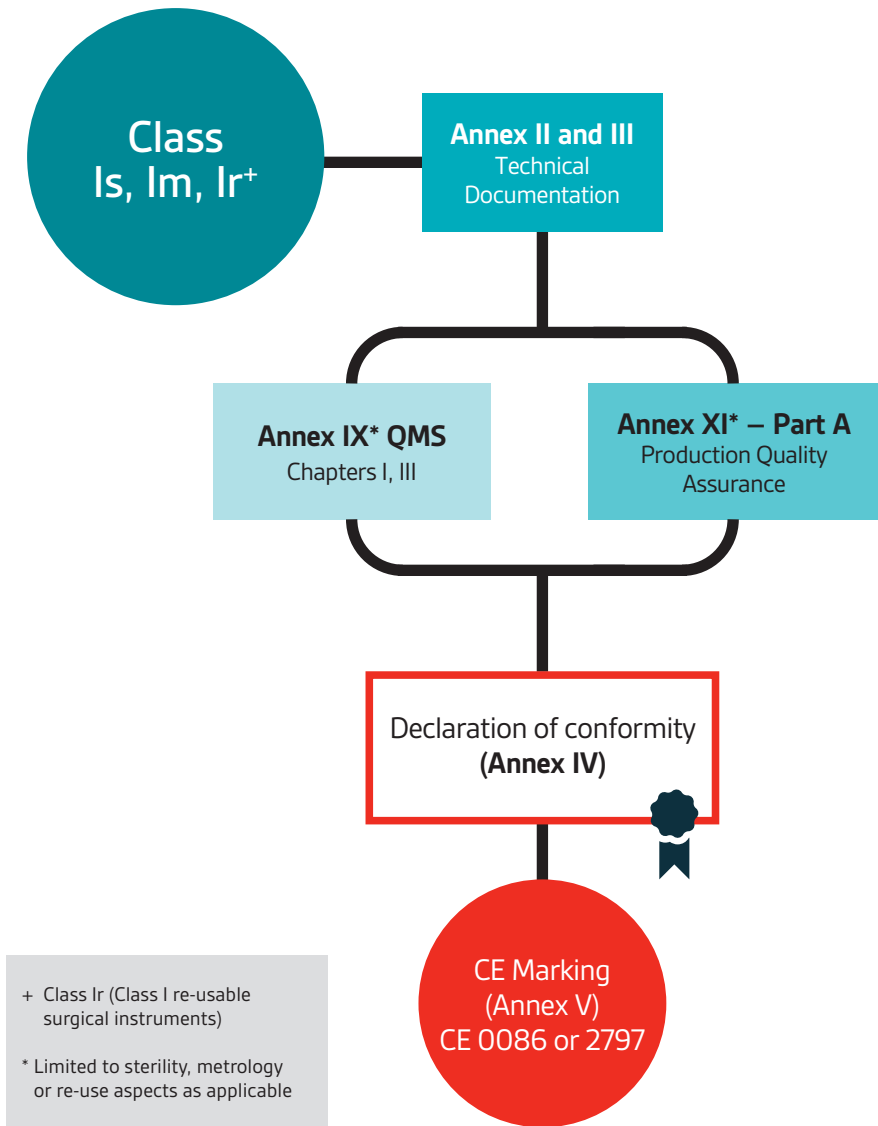 Class
Is, Im, Ir+
Annex II and III
Technical
Documentation
Annex IX* QMS
Chapters I, III
Annex XI* – Part A
Production Quality
Assurance
Declaration of conformity
(Annex IV)
CE Marking
(Annex V)
CE 0086 or 2797
+ Class Ir (Class I re-usable
surgical instruments)
* Limited to sterility, metrology
or re-use aspects as applicable